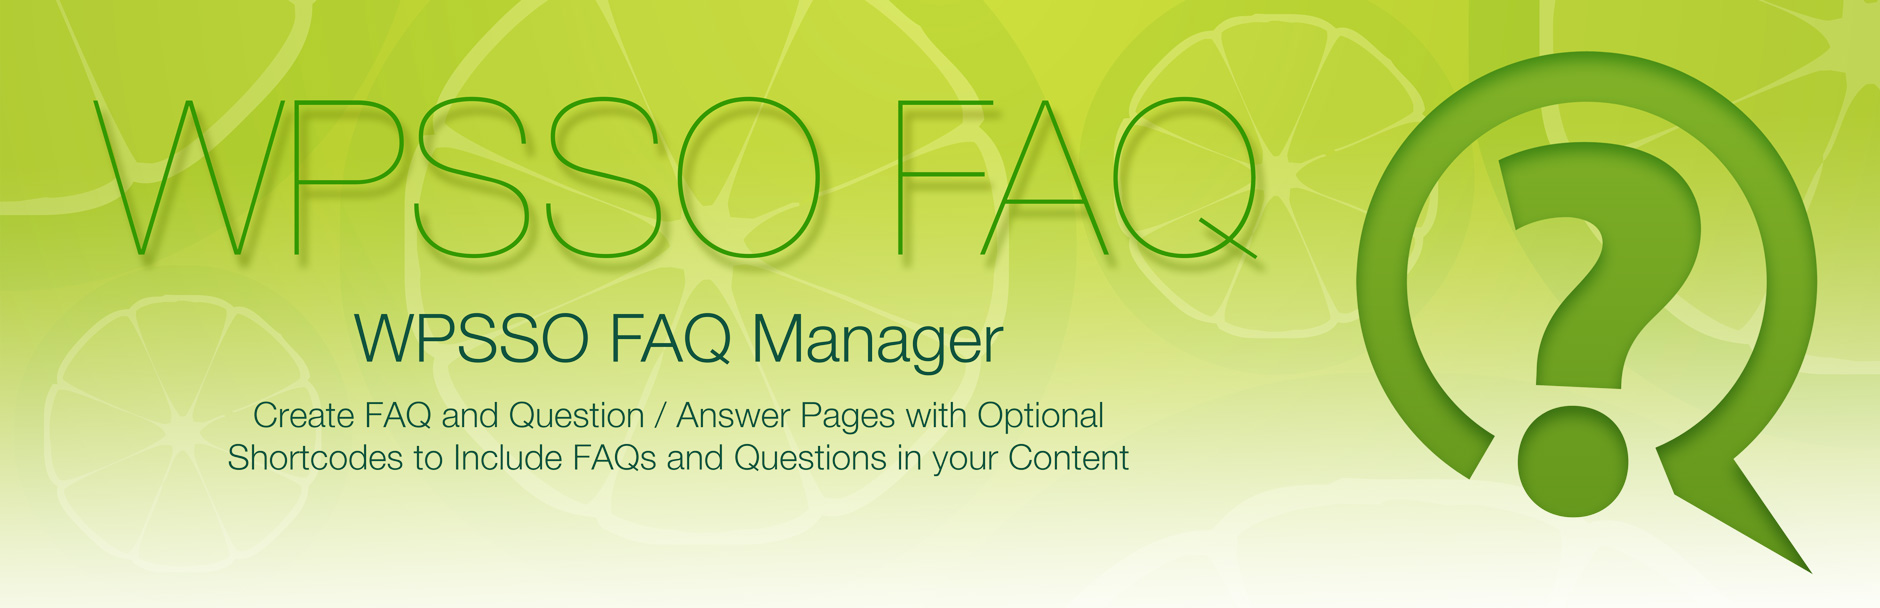 WPSSO FAQ
WPSSO FAQ Manager
Create FAQ and Question / Answer Pages with Optional
Shortcodes to Include FAQs and Questions in your Content